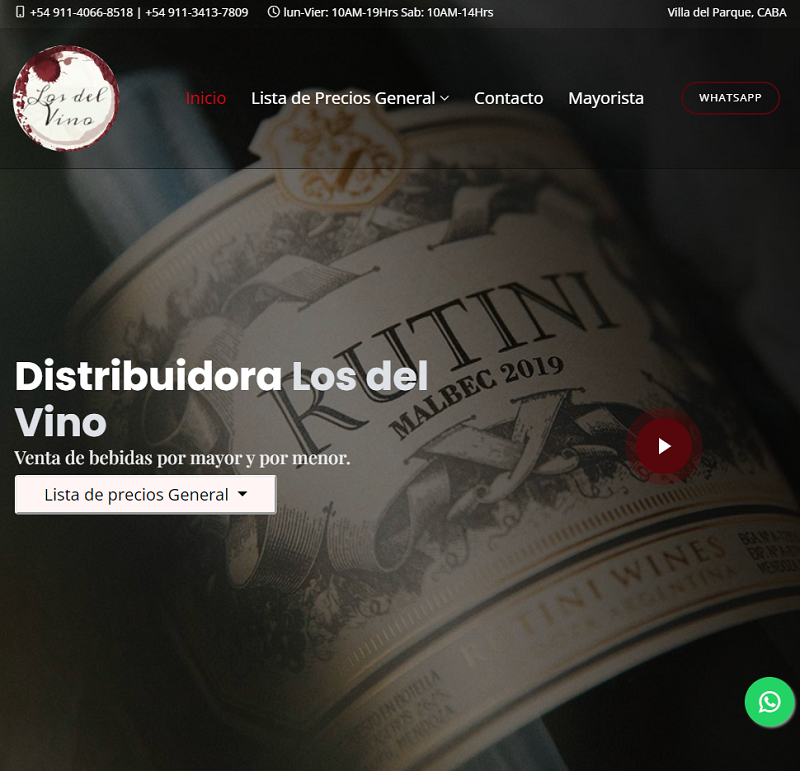 +54 911-4066-8518 | +54 911-3413-7809
lun-Vier: 10AM-19Hrs Sab: 10AM-14Hrs
Villa del Parque, CABA
Los del
Vino
Inicio
Lista de Precios General
Contacto
Mayorista
WHATSAPP
RUTINI
MALBEC 2019
Distribuidora Los del
Vino
Venta de bebidas por mayor y por menor.
Lista de precios General
RUTINI WINES
ARGENTINA